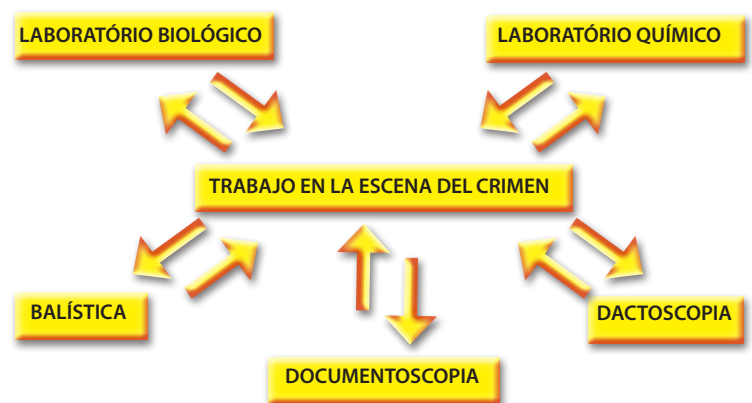 LABORATÓRIO BIOLÓGICO
LABORATÓRIO QUÍMICO
TRABAJO EN LA ESCENA DEL CRIMEN
BALÍSTICA
DACTOSCOPIA
DOCUMENTOSCOPIA